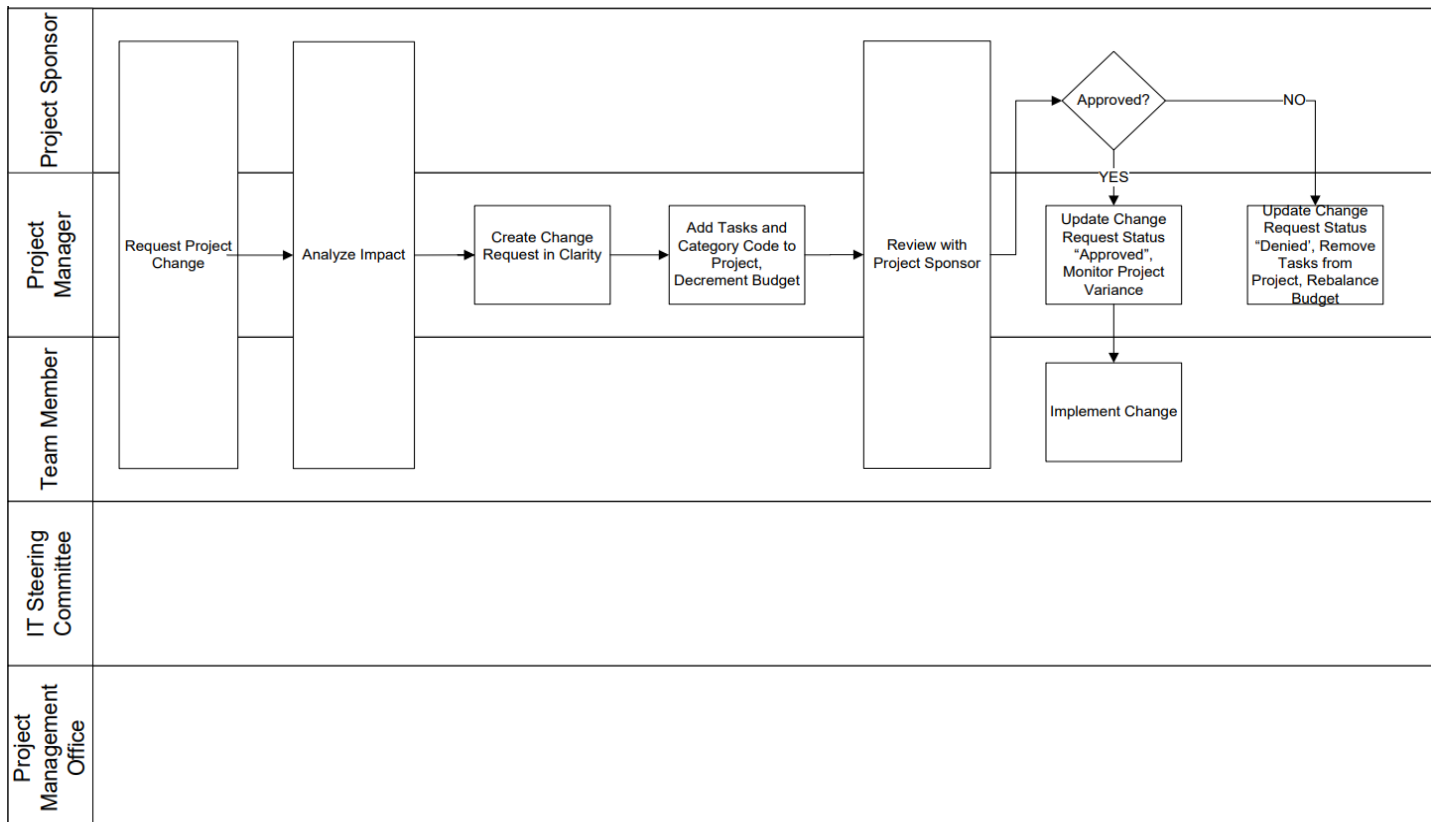 Project Sponsor
Approved?
NO
YES
Project
Manager
Request Project
Change
Analyze Impact
Create Change
Request in Clarity
Add Tasks and
Category Code to
Project,
Decrement Budget
Review with
Project Sponsor
Update Change
Request Status
“Approved”,
Monitor Project
Variance
Update Change
Request Status
“Denied’, Remove
Tasks from
Project, Rebalance
Budget
Team Member
Implement Change
IT Steering
Committee
Project
Management
Office